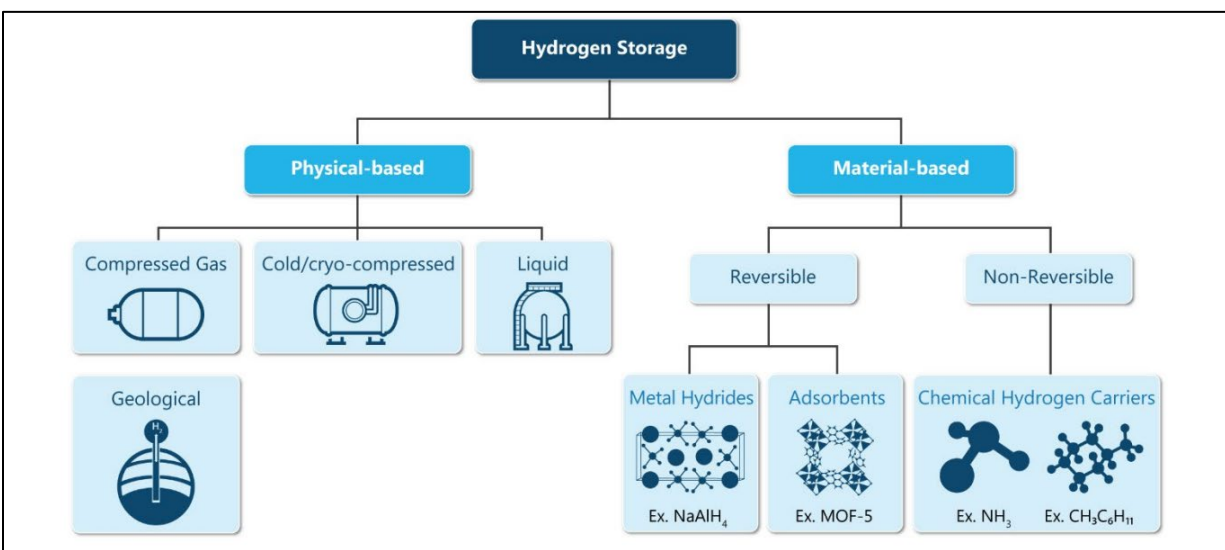 Hydrogen Storage
Physical-based
Material-based
Compressed Gas
Cold/cryo-compressed
Liquid
Reversible
Non-Reversible
Geological
H₂
Metal Hydrides
Adsorbents
Chemical Hydrogen Carriers
Ex. NaAlH₄
Ex. MOF-5
Ex. NH₃
Ex. CH₃C₆H₁₁